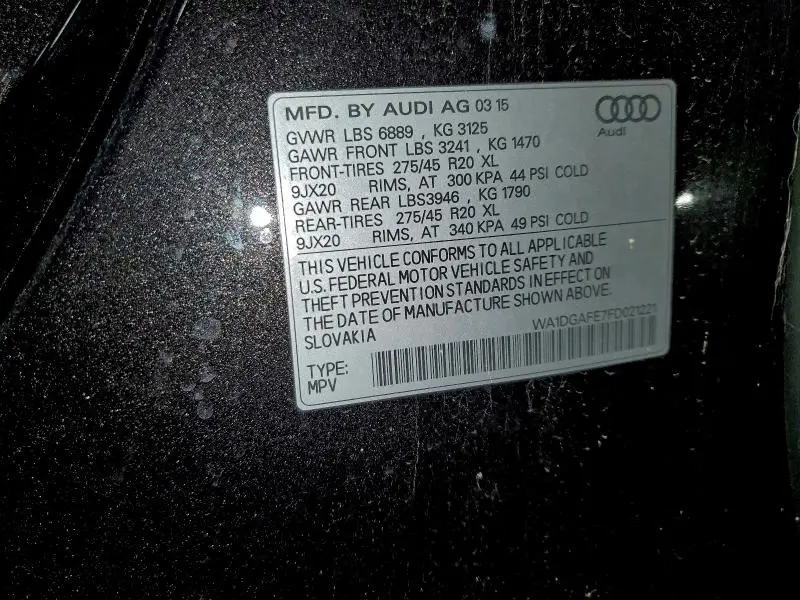 MFD. BY AUDI AG 03 15
Audi
GVWR LBS 6889 , KG 3125
GAWR FRONT LBS 3241 , KG 1470
FRONT-TIRES 275/45 R20 XL
9JX20 RIMS, AT 300 KPA 44 PSI COLD
GAWR REAR LBS3946 , KG 1790
REAR-TIRES 275/45 R20 XL
9JX20 RIMS, AT 340 KPA 49 PSI COLD
THIS VEHICLE CONFORMS TO ALL APPLICABLE
U.S. FEDERAL MOTOR VEHICLE SAFETY AND
THEFT PREVENTION STANDARDS IN EFFECT ON
THE DATE OF MANUFACTURE SHOWN ABOVE.
SLOVAKIA
WA1DGAFE7FD021221
TYPE:
MPV